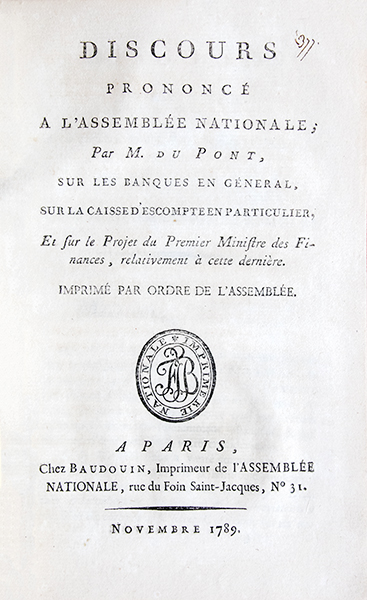 DISCOURS
PRONONCÉ
A L'ASSEMBLÉE NATIONALE;
Par M. DU PONT,
SUR LES BANQUES EN GÉNÉRAL,
SUR LA CAISSE D'ESCOMPTE EN PARTICULIER,
Et ſur le Projet du Premier Miniſtre des Fi-
nances, relativement à cette dernière.
IMPRIMÉ PAR ORDRE DE L'ASSEMBLÉE.
IMPRIMERIE NATIONALE
A PARIS,
Chez BAUDOUIN, Imprimeur de l'ASSEMBLÉE
NATIONALE, rue du Foin Saint-Jacques, N° 31.
NOVEMBRE 1789.